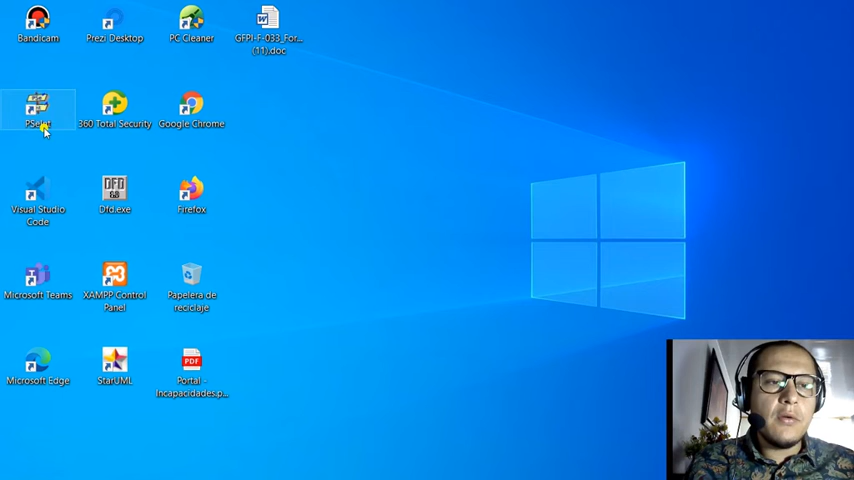 Bandicam
Prezi Desktop
PC Cleaner
GFPI-F-033_For...
(11).doc
PSeInt
360 Total Security
Google Chrome
Visual Studio
Code
Dfd.exe
Firefox
Microsoft Teams
XAMPP Control
Panel
Papelera de
reciclaje
Microsoft Edge
StarUML
PDF
Portal -
Incapacidades.p...